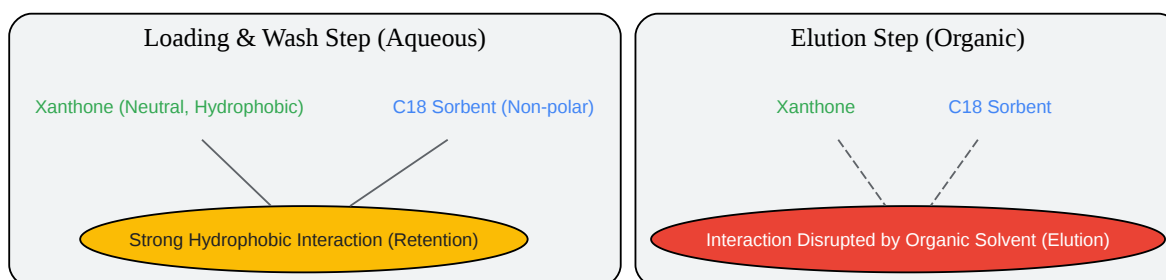 Loading & Wash Step (Aqueous)
Xanthone (Neutral, Hydrophobic)
C18 Sorbent (Non-polar)
Strong Hydrophobic Interaction (Retention)
Elution Step (Organic)
Xanthone
C18 Sorbent
Interaction Disrupted by Organic Solvent (Elution)